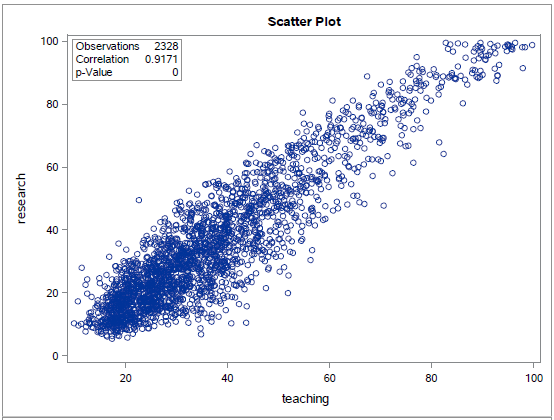 Scatter Plot
Observations 2328
Correlation 0.9171
p-Value 0
100
80
60
40
20
0
research
20 40 60 80 100
teaching